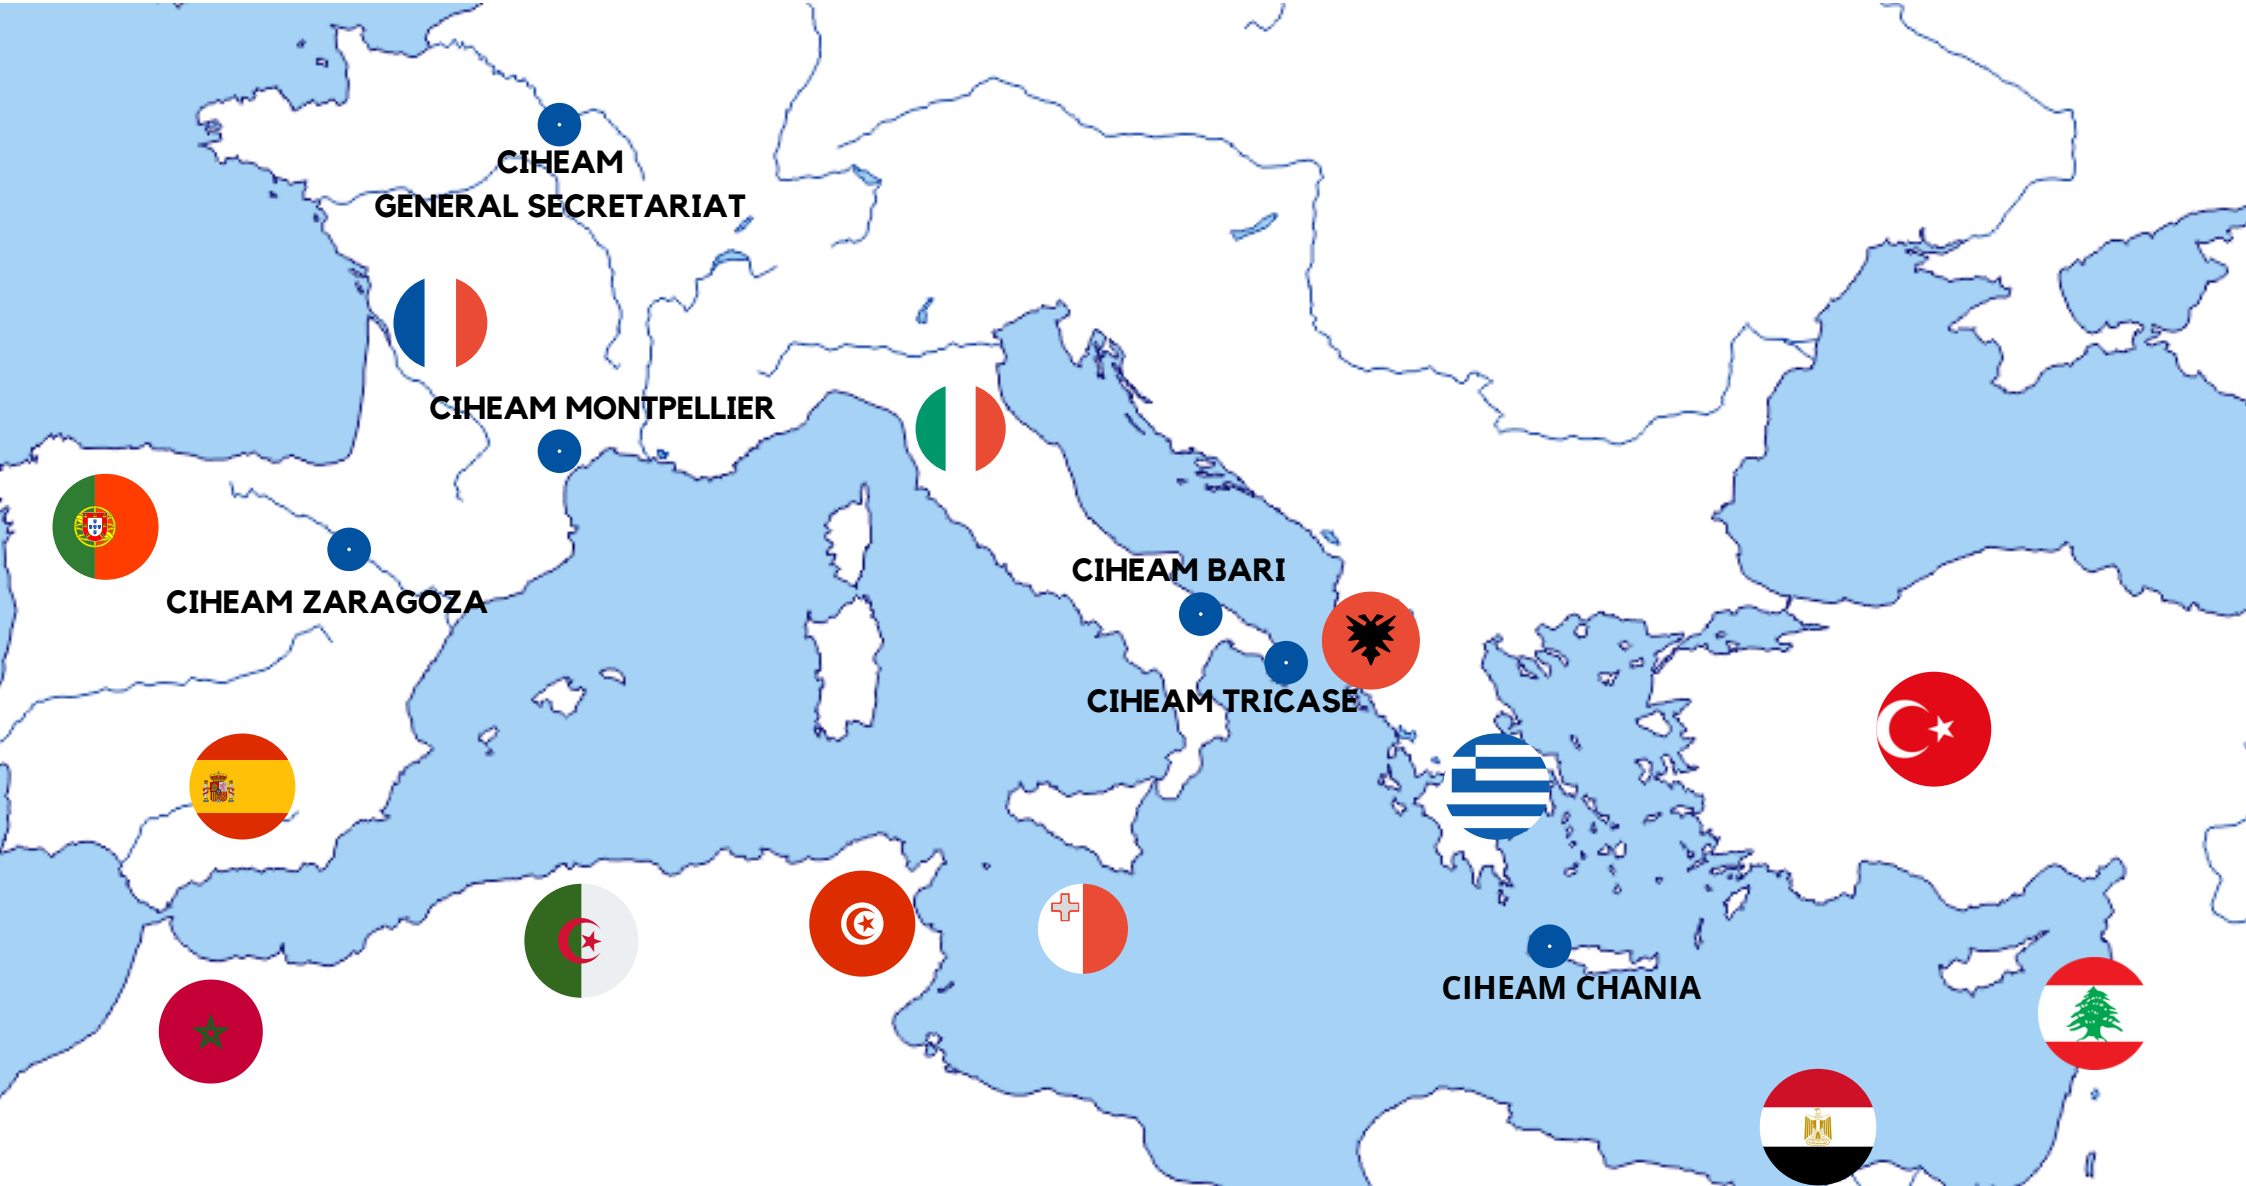 CIHEAM
GENERAL SECRETARIAT
CIHEAM MONTPELLIER
CIHEAM BARI
CIHEAM ZARAGOZA
CIHEAM TRICASE
CIHEAM CHANIA